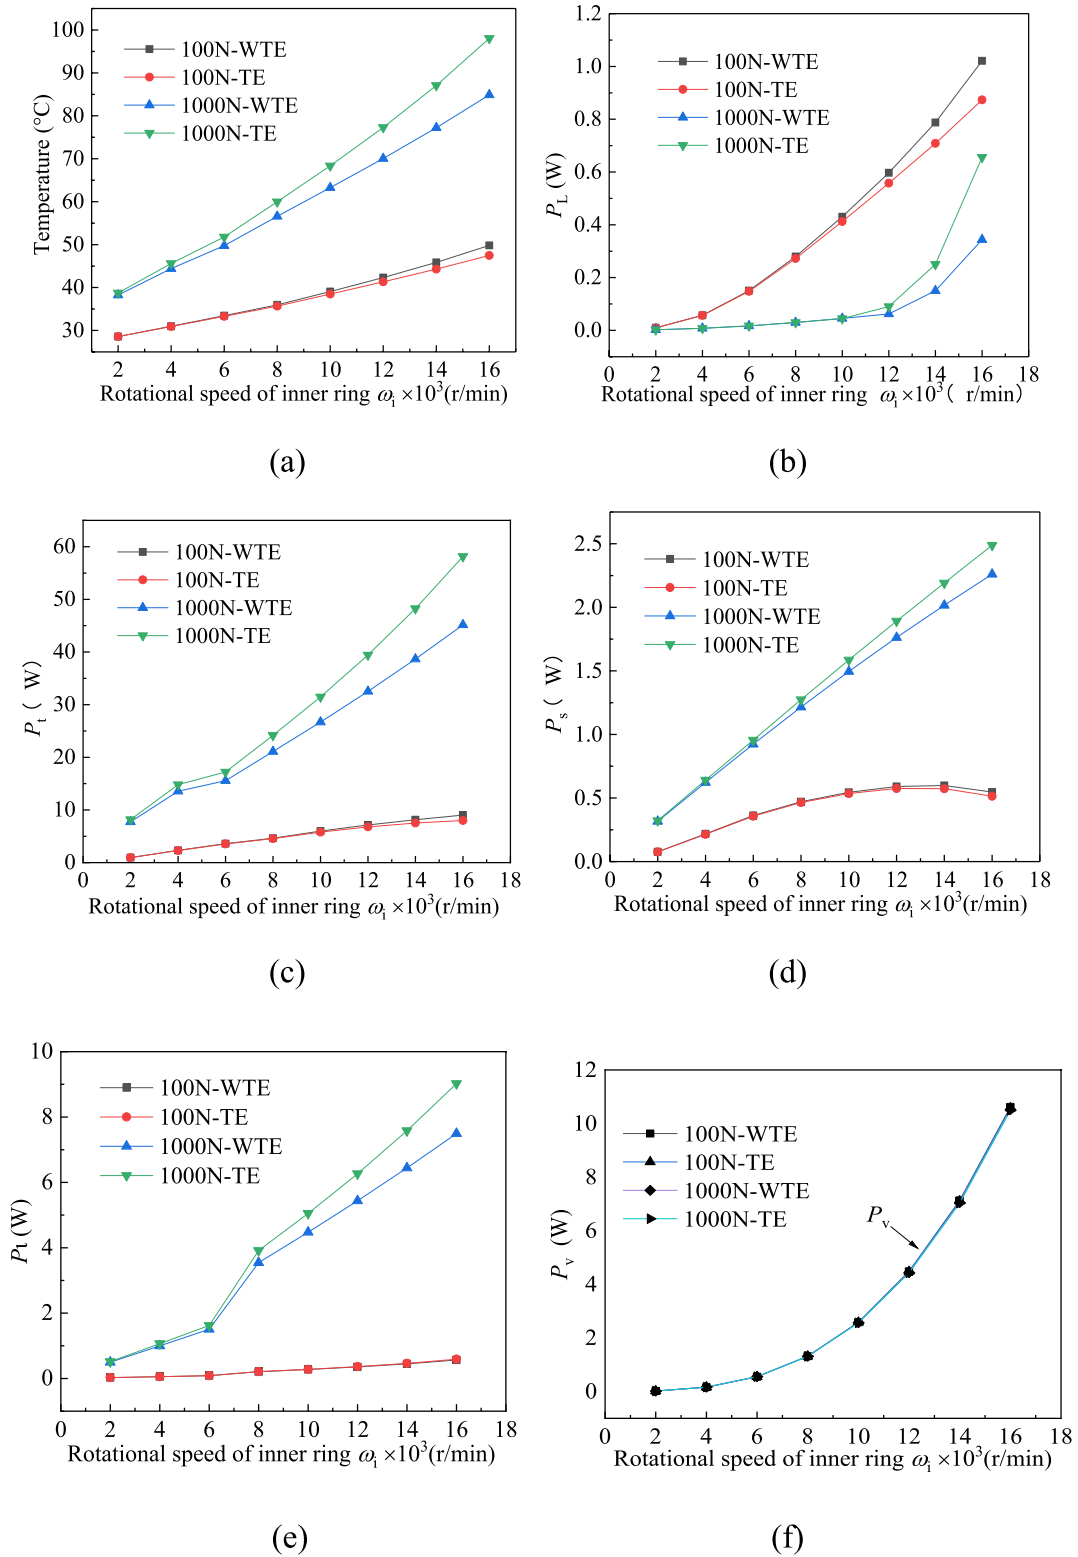 100
90
80
70
60
50
40
30
Temperature (°C)
100N-WTE
100N-TE
1000N-WTE
1000N-TE
2 4 6 8 10 12 14 16
Rotational speed of inner ring ωi ×10³(r/min)
(a)
1.2
1.0
0.8
0.6
0.4
0.2
0.0
PL (W)
100N-WTE
100N-TE
1000N-WTE
1000N-TE
0 2 4 6 8 10 12 14 16 18
Rotational speed of inner ring ωi ×10³( r/min)
(b)
60
50
40
30
20
10
0
Pt ( W)
100N-WTE
100N-TE
1000N-WTE
1000N-TE
0 2 4 6 8 10 12 14 16 18
Rotational speed of inner ring ωi ×10³(r/min)
(c)
2.5
2.0
1.5
1.0
0.5
0.0
Ps ( W)
100N-WTE
100N-TE
1000N-WTE
1000N-TE
0 2 4 6 8 10 12 14 16 18
Rotational speed of inner ring ωi ×10³(r/min)
(d)
10
8
6
4
2
0
Pι (W)
100N-WTE
100N-TE
1000N-WTE
1000N-TE
0 2 4 6 8 10 12 14 16 18
Rotational speed of inner ring ωi ×10³(r/min)
(e)
12
10
8
6
4
2
0
Pv (W)
100N-WTE
100N-TE
1000N-WTE
1000N-TE
Pv
0 2 4 6 8 10 12 14 16 18
Rotational speed of inner ring ωi ×10³(r/min)
(f)